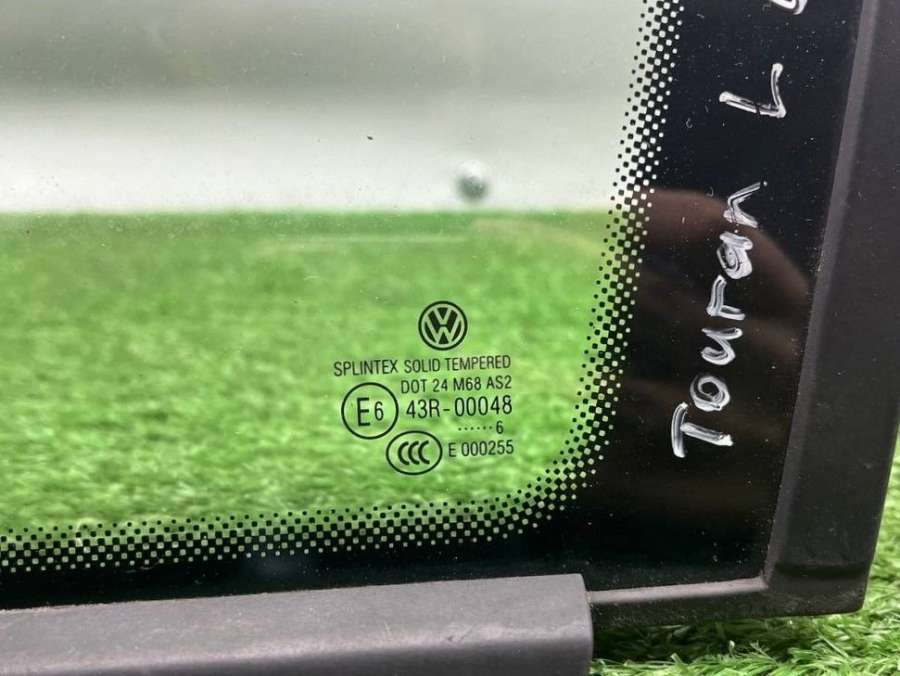 SPLINTEX SOLID TEMPERED
DOT 24 M68 AS2
E6 43R-00048
······6
CCC E 000255
Touran L